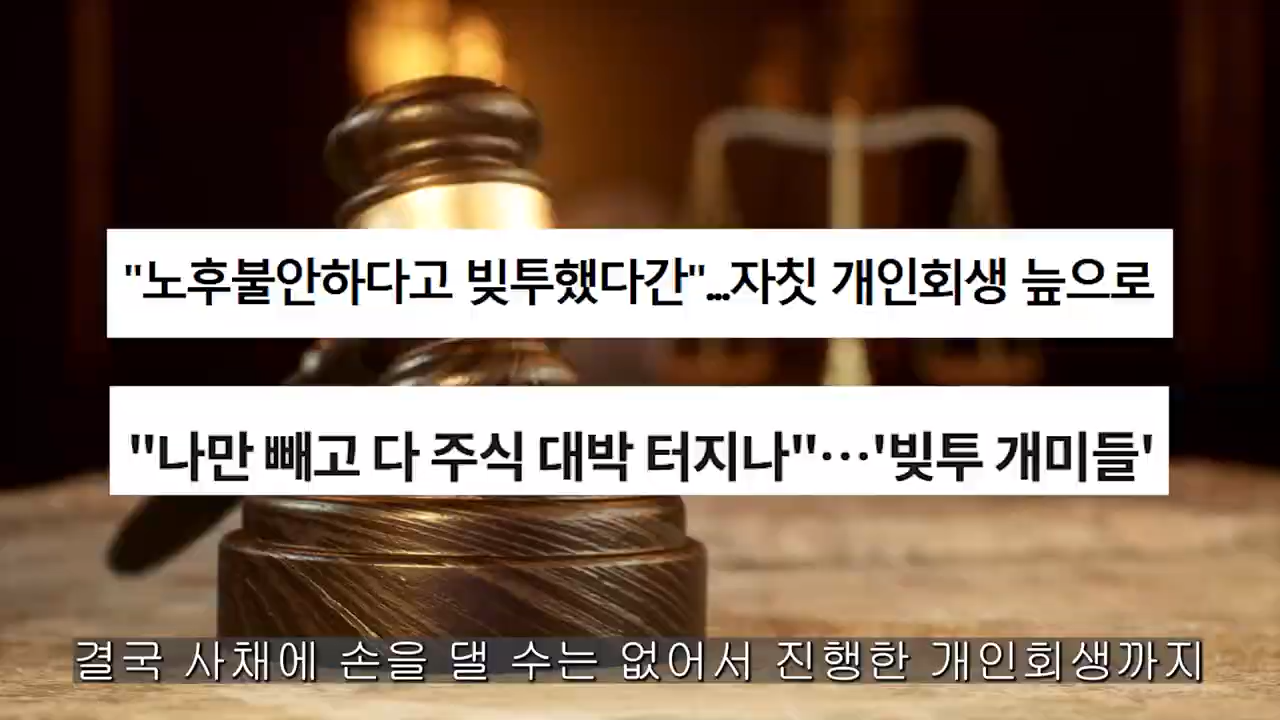 "노후불안하다고 빚투했다간"...자칫 개인회생 늪으로
"나만 빼고 다 주식 대박 터지나"…'빚투 개미들'
결국 사채에 손을 댈 수는 없어서 진행한 개인회생까지